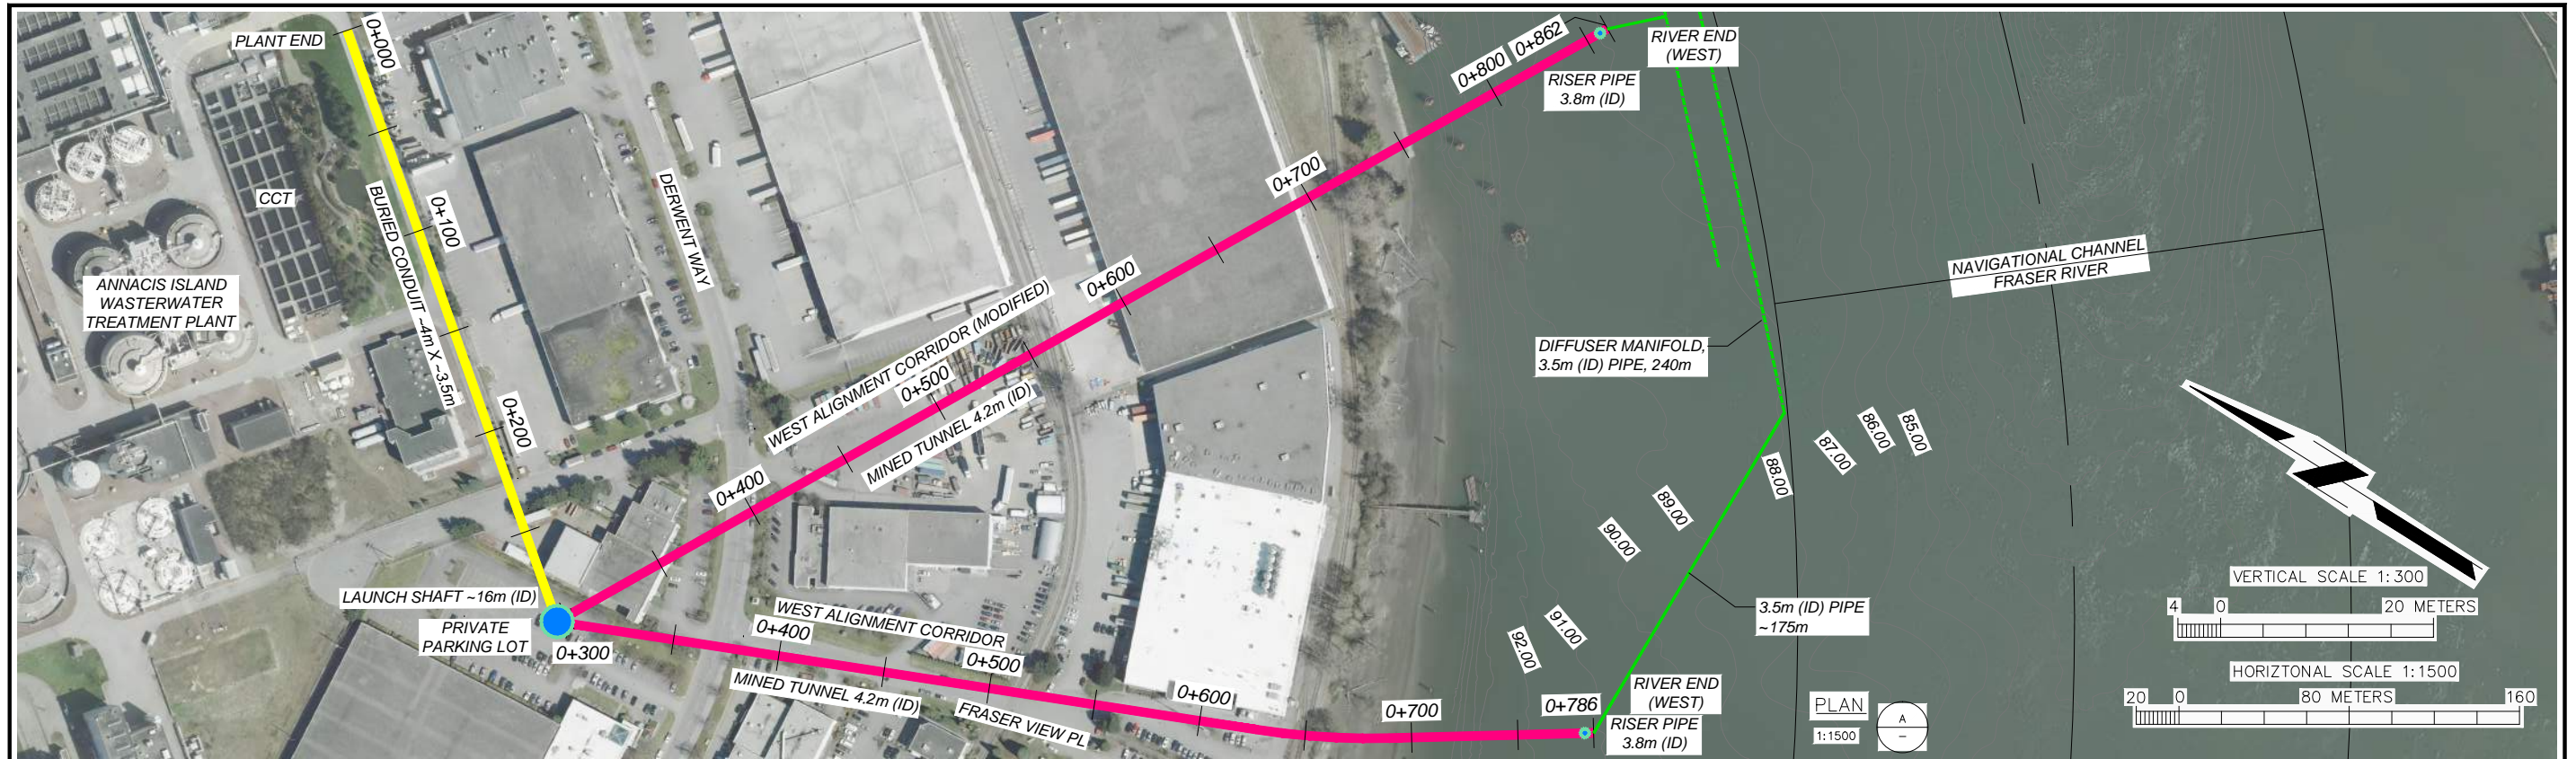 PLANT END
0+000
CCT
BURIED CONDUIT ~4m X ~3.5m
0+100
ANNACIS ISLAND
WASTERWATER
TREATMENT PLANT
0+200
DERWENT WAY
LAUNCH SHAFT ~16m (ID)
PRIVATE
PARKING LOT
0+300
0+400
WEST ALIGNMENT CORRIDOR (MODIFIED)
0+500
MINED TUNNEL 4.2m (ID)
0+600
0+700
0+800
0+862
RISER PIPE
3.8m (ID)
RIVER END
(WEST)
WEST ALIGNMENT CORRIDOR
0+400
0+500
MINED TUNNEL 4.2m (ID)
FRASER VIEW PL
0+600
0+700
0+786
RIVER END
(WEST)
RISER PIPE
3.8m (ID)
NAVIGATIONAL CHANNEL
FRASER RIVER
DIFFUSER MANIFOLD,
3.5m (ID) PIPE, 240m
85.00
86.00
87.00
88.00
89.00
90.00
91.00
92.00
3.5m (ID) PIPE
~175m
VERTICAL SCALE 1:300
4 0 20 METERS
HORIZTONAL SCALE 1:1500
20 0 80 METERS 160
PLAN
1:1500
A
–